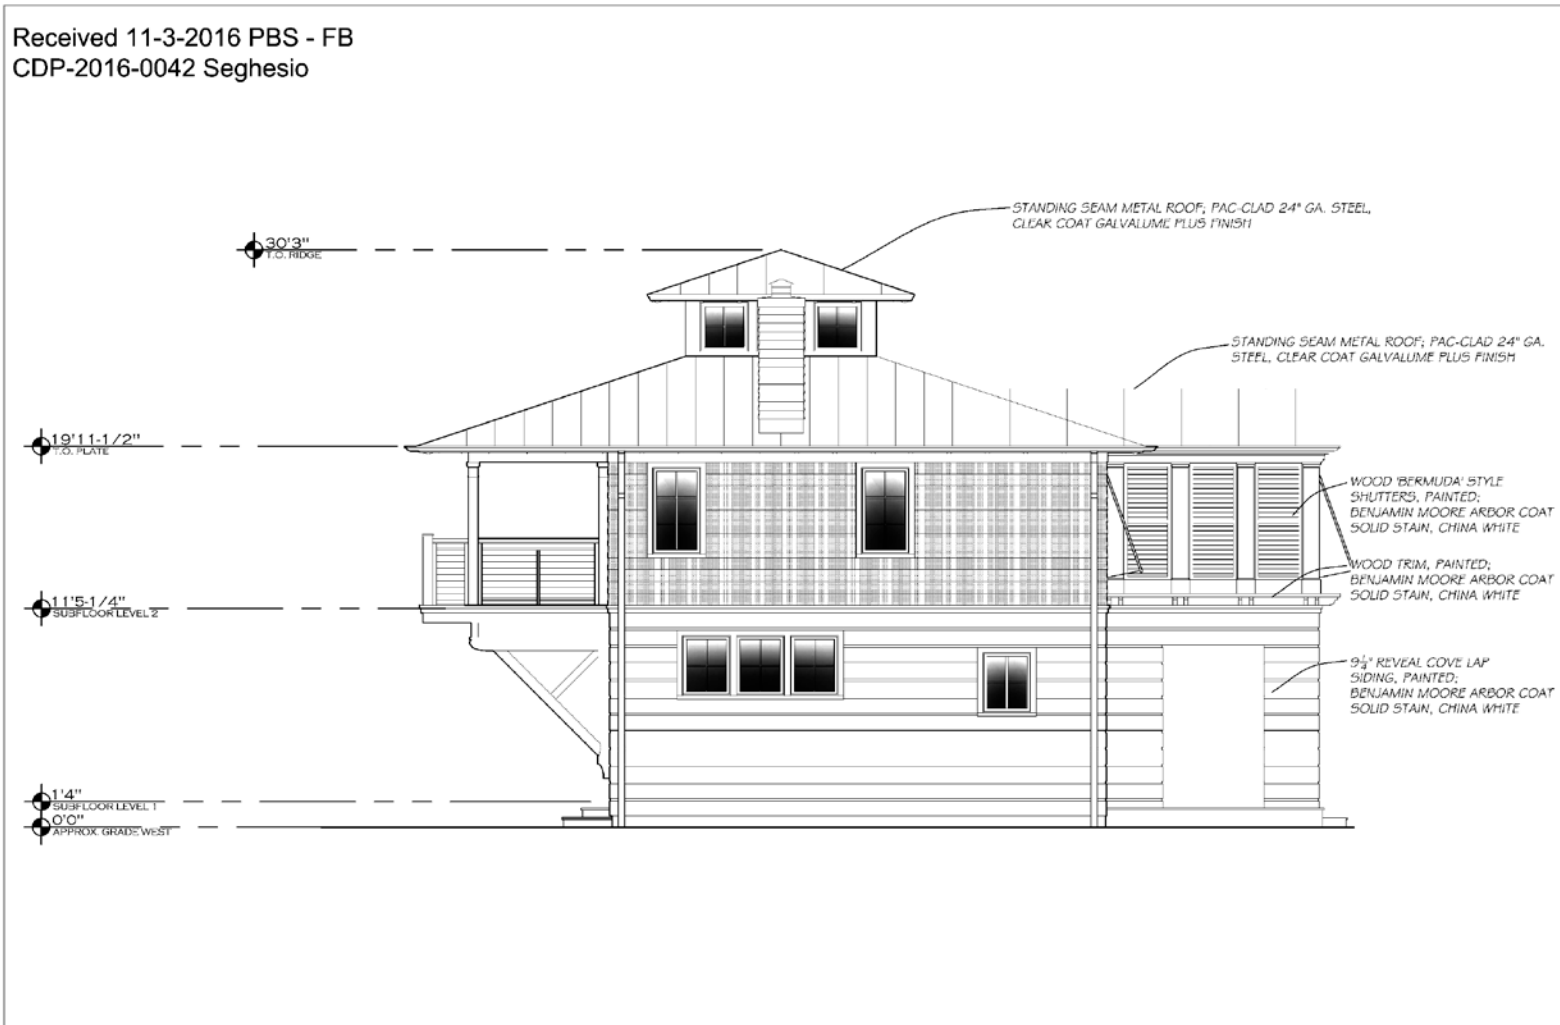 Received 11-3-2016 PBS - FB
CDP-2016-0042 Seghesio
STANDING SEAM METAL ROOF; PAC-CLAD 24" GA. STEEL,
CLEAR COAT GALVALUME PLUS FINISH
30'3"
T.O. RIDGE
STANDING SEAM METAL ROOF; PAC-CLAD 24" GA.
STEEL, CLEAR COAT GALVALUME PLUS FINISH
19'11-1/2"
T.O. PLATE
WOOD 'BERMUDA' STYLE
SHUTTERS, PAINTED;
BENJAMIN MOORE ARBOR COAT
SOLID STAIN, CHINA WHITE
WOOD TRIM, PAINTED;
BENJAMIN MOORE ARBOR COAT
SOLID STAIN, CHINA WHITE
11'5-1/4"
SUBFLOOR LEVEL 2
9¼" REVEAL COVE LAP
SIDING, PAINTED;
BENJAMIN MOORE ARBOR COAT
SOLID STAIN, CHINA WHITE
1'4"
SUBFLOOR LEVEL 1
0'0"
APPROX. GRADE WEST